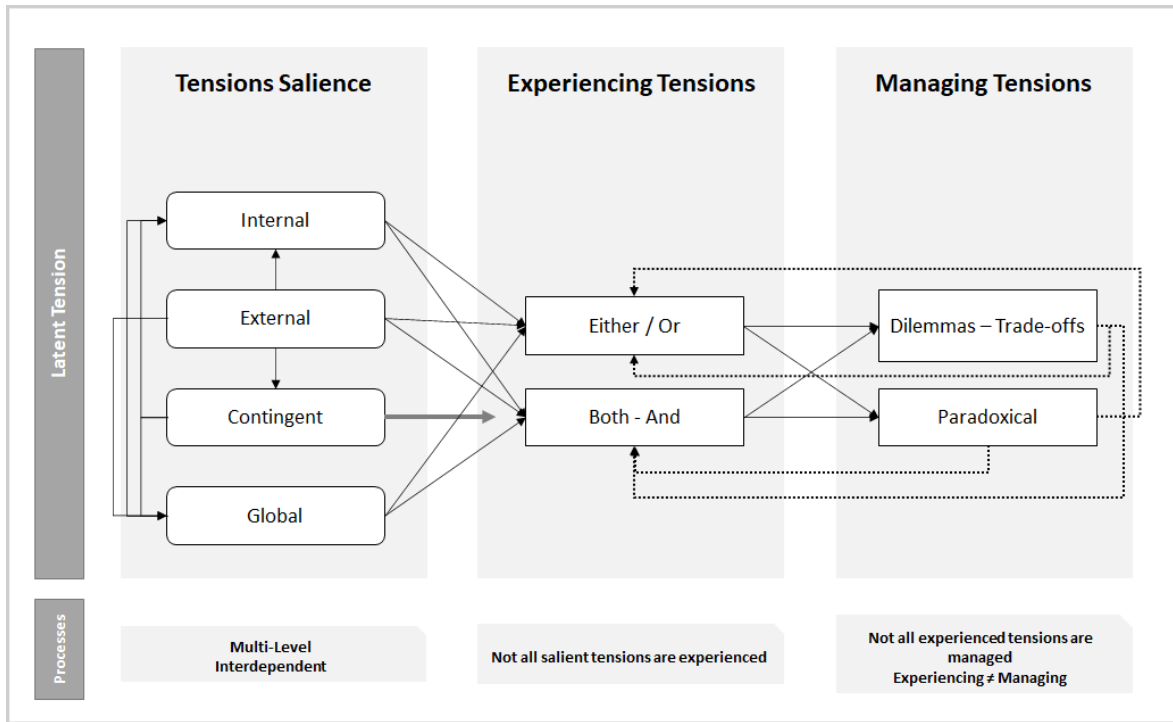 Latent Tension
Tensions Salience
Experiencing Tensions
Managing Tensions
Internal
External
Contingent
Global
Either / Or
Both - And
Dilemmas – Trade-offs
Paradoxical
Processes
Multi-Level
Interdependent
Not all salient tensions are experienced
Not all experienced tensions are
managed
Experiencing ≠ Managing